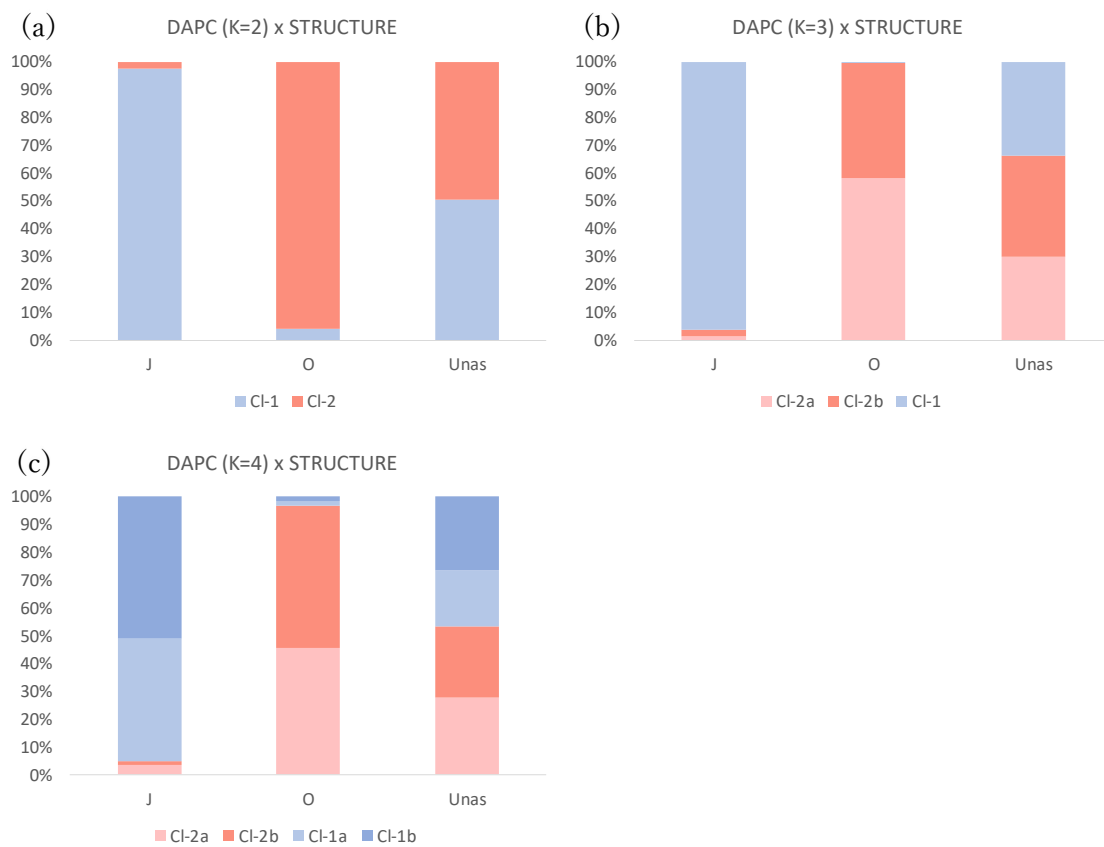 (a)
DAPC (K=2) x STRUCTURE
100%
90%
80%
70%
60%
50%
40%
30%
20%
10%
0%
J O Unas
Cl-1 Cl-2
(b)
DAPC (K=3) x STRUCTURE
100%
90%
80%
70%
60%
50%
40%
30%
20%
10%
0%
J O Unas
Cl-2a Cl-2b Cl-1
(c)
DAPC (K=4) x STRUCTURE
100%
90%
80%
70%
60%
50%
40%
30%
20%
10%
0%
J O Unas
Cl-2a Cl-2b Cl-1a Cl-1b